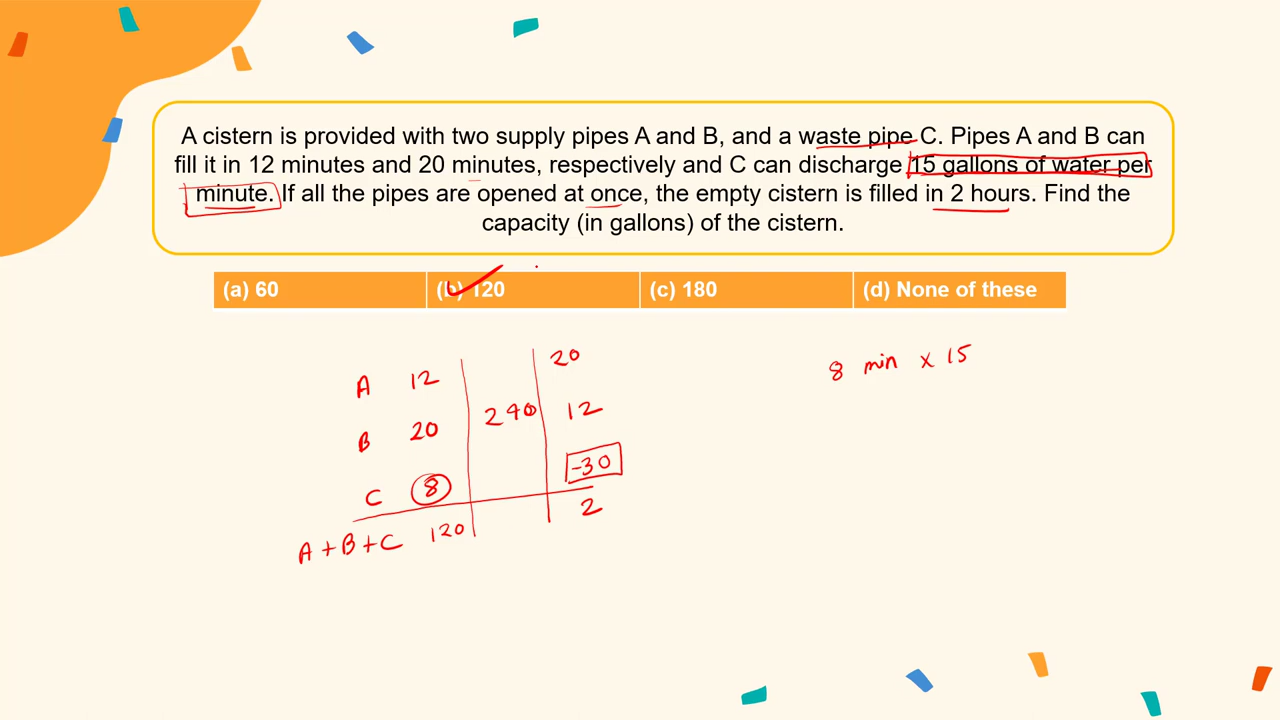 A cistern is provided with two supply pipes A and B, and a waste pipe C. Pipes A and B can
fill it in 12 minutes and 20 minutes, respectively and C can discharge 15 gallons of water per
minute. If all the pipes are opened at once, the empty cistern is filled in 2 hours. Find the
capacity (in gallons) of the cistern.
(a) 60 (b) 120 (c) 180 (d) None of these
20
8 min x 15
A 12
240 12
B 20
-30
C 8
2
A + B + C 120